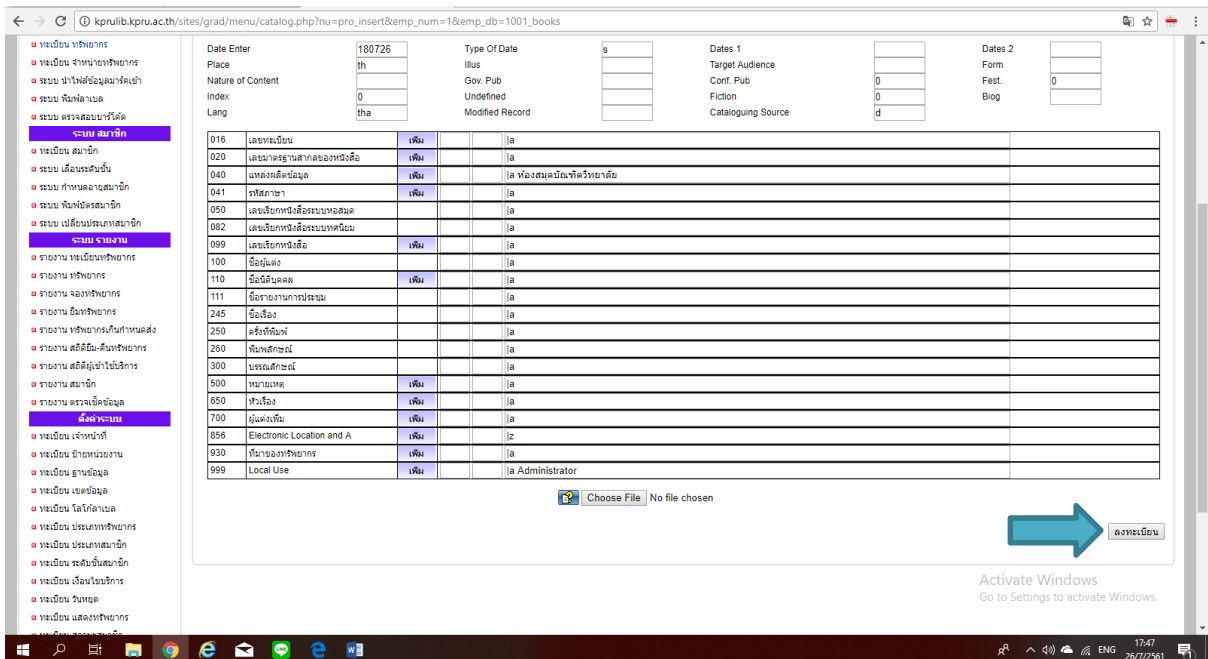 kprulib.kpru.ac.th/sites/grad/menu/catalog.php?nu=pro_insert&emp_num=1&emp_db=1001_books
ทะเบียน ทรัพยากร
ทะเบียน จำหน่ายทรัพยากร
ระบบ นำไฟล์ข้อมูลมาร์คเข้า
ระบบ พิมพ์ลาเบล
ระบบ ตรวจสอบบาร์โค้ด
ระบบ สมาชิก
ทะเบียน สมาชิก
ระบบ เลื่อนระดับชั้น
ระบบ กำหนดอายุสมาชิก
ระบบ พิมพ์บัตรสมาชิก
ระบบ เปลี่ยนประเภทสมาชิก
ระบบ รายงาน
รายงาน ทะเบียนทรัพยากร
รายงาน ทรัพยากร
รายงาน จองทรัพยากร
รายงาน ยืมทรัพยากร
รายงาน ทรัพยากรเกินกำหนดส่ง
รายงาน สถิติยืม-คืนทรัพยากร
รายงาน สถิติผู้เข้าใช้บริการ
รายงาน สมาชิก
รายงาน ตรวจเช็คข้อมูล
ตั้งค่าระบบ
ทะเบียน เจ้าหน้าที่
ทะเบียน ป้ายหน่วยงาน
ทะเบียน ฐานข้อมูล
ทะเบียน เขตข้อมูล
ทะเบียน โลโก้ลาเบล
ทะเบียน ประเภททรัพยากร
ทะเบียน ประเภทสมาชิก
ทะเบียน ระดับชั้นสมาชิก
ทะเบียน เงื่อนไขบริการ
ทะเบียน วันหยุด
ทะเบียน แสดงทรัพยากร
Date Enter 180726 Type Of Date s Dates 1 Dates 2
Place th Illus Target Audience Form
Nature of Content Gov. Pub Conf. Pub 0 Fest. 0
Index 0 Undefined Fiction 0 Biog
Lang tha Modified Record Cataloguing Source d
016 เลขทะเบียน เพิ่ม |a
020 เลขมาตรฐานสากลของหนังสือ เพิ่ม |a
040 แหล่งผลิตข้อมูล เพิ่ม |a ห้องสมุดบัณฑิตวิทยาลัย
041 รหัสภาษา เพิ่ม |a
050 เลขเรียกหนังสือระบบหอสมุด |a
082 เลขเรียกหนังสือระบบทศนิยม |a
099 เลขเรียกหนังสือ เพิ่ม |a
100 ชื่อผู้แต่ง |a
110 ชื่อนิติบุคคล เพิ่ม |a
111 ชื่อรายงานการประชุม |a
245 ชื่อเรื่อง |a
250 ครั้งที่พิมพ์ |a
260 พิมพลักษณ์ |a
300 บรรณลักษณ์ |a
500 หมายเหตุ เพิ่ม |a
650 หัวเรื่อง เพิ่ม |a
700 ผู้แต่งเพิ่ม เพิ่ม |a
856 Electronic Location and A เพิ่ม |z
930 ที่มาของทรัพยากร เพิ่ม |a
999 Local Use เพิ่ม |a Administrator
Choose File No file chosen
ลงทะเบียน
Activate Windows
Go to Settings to activate Windows.
ENG 17:47
26/7/2561